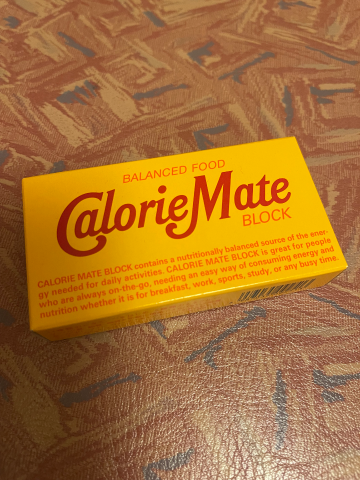 BALANCED FOOD
CalorieMate
BLOCK
CALORIE MATE BLOCK contains a nutritionally balanced source of the ener-
gy needed for daily activities. CALORIE MATE BLOCK is great for people
who are always on-the-go, needing an easy way of consuming energy and
nutrition whether it is for breakfast, work, sports, study, or any busy time.